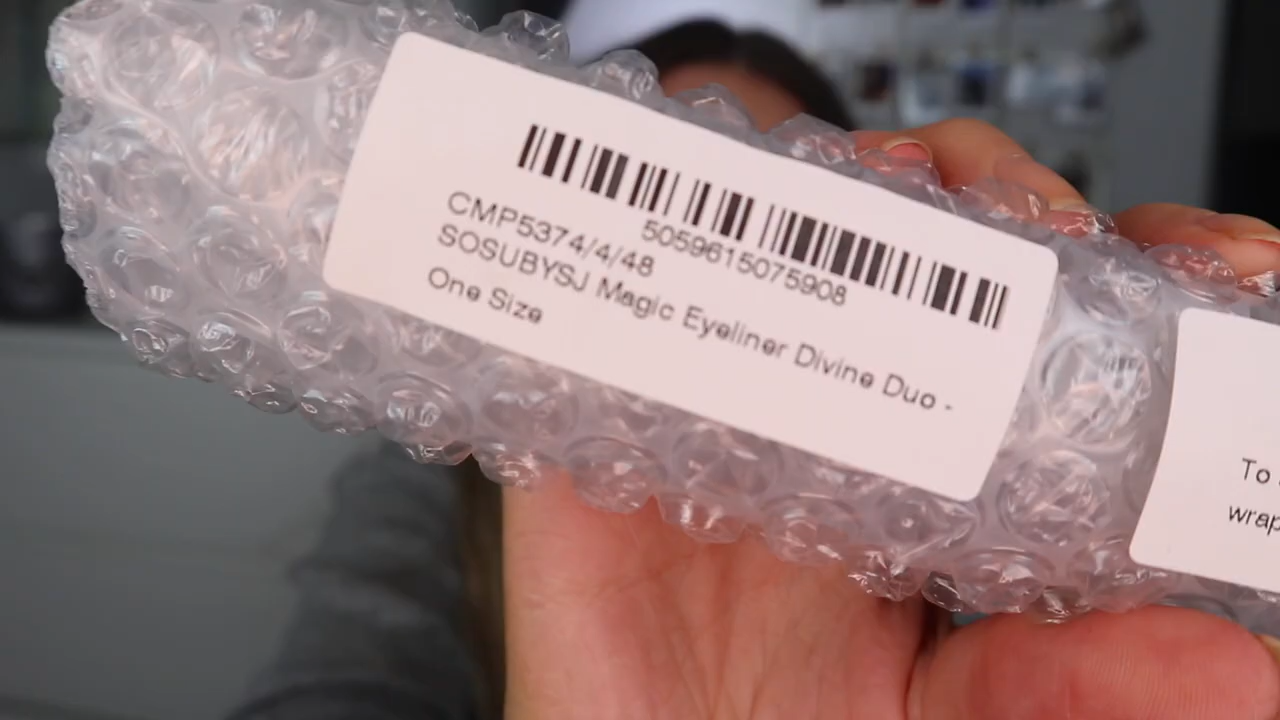 5059615075908
CMP5374/4/48
SOSUBYSJ Magic Eyeliner Divine Duo -
One Size
To
wrap